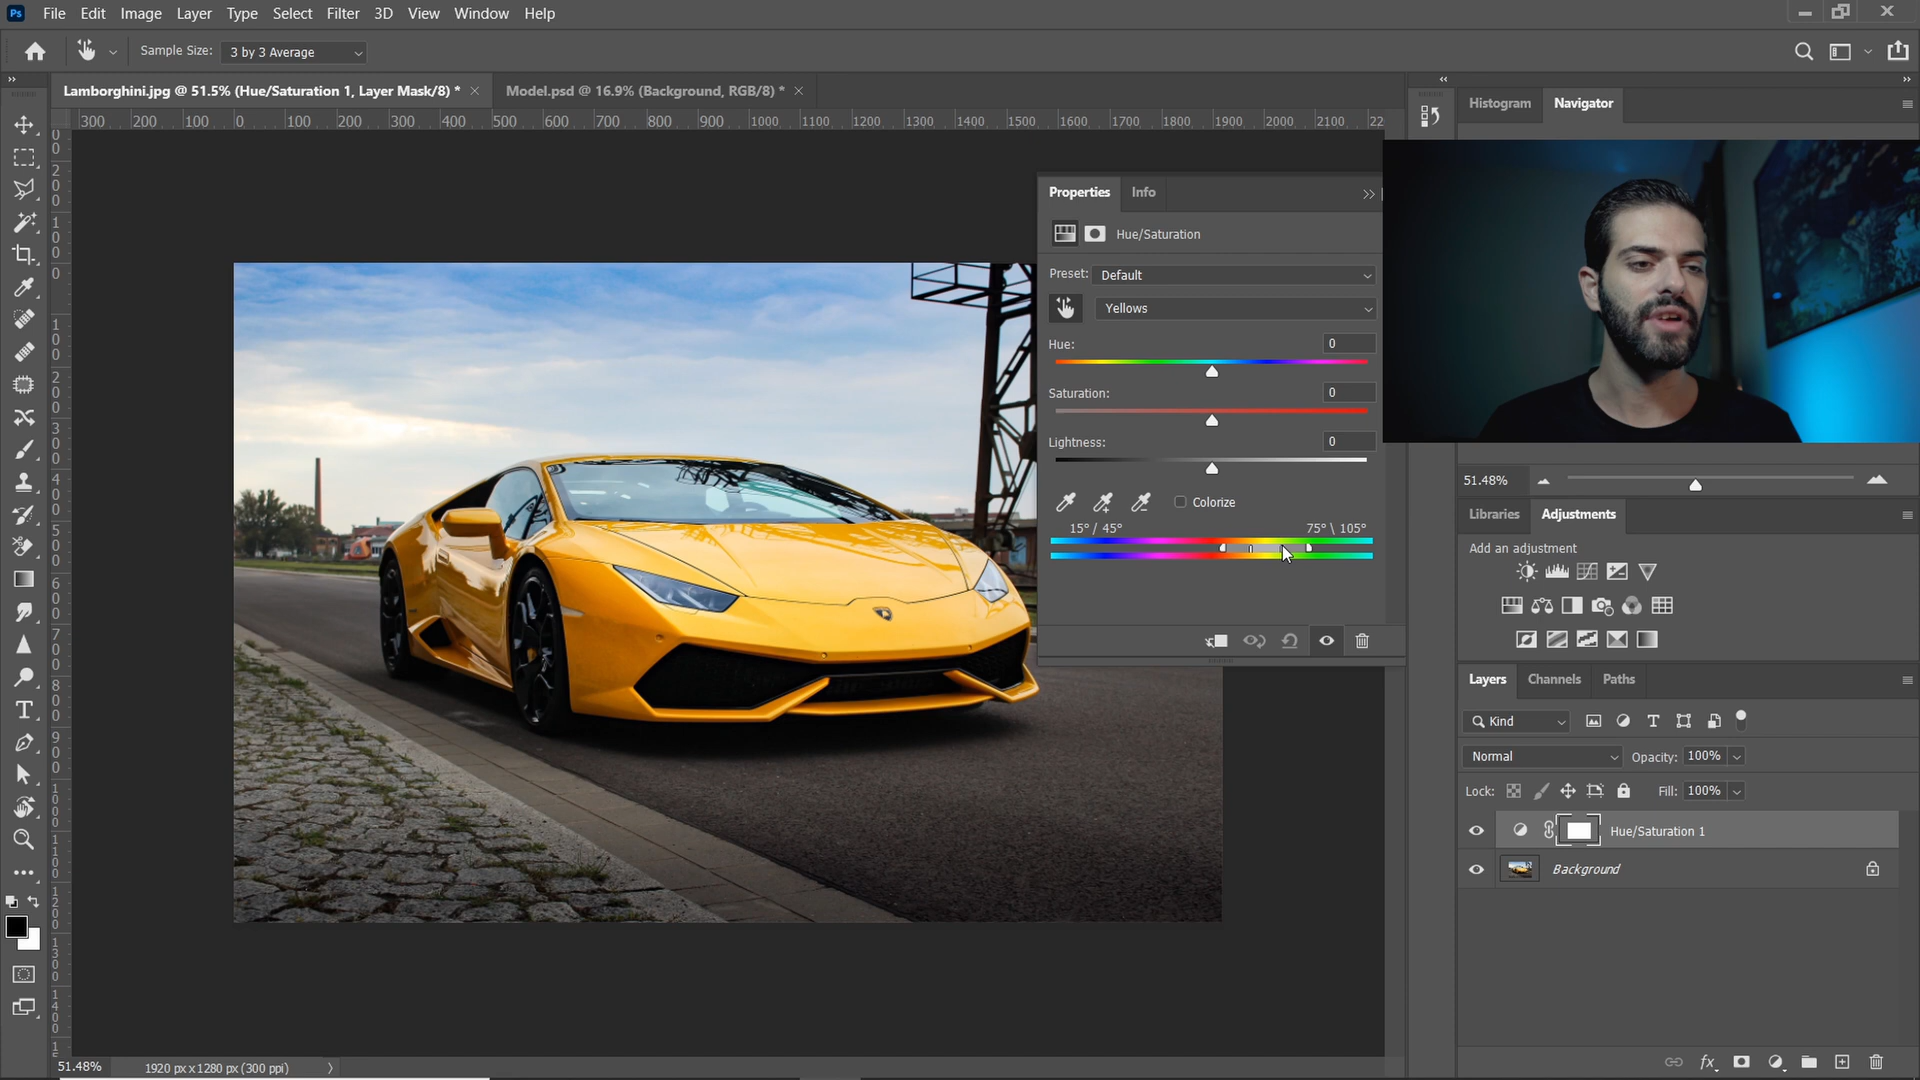 Ps File Edit Image Layer Type Select Filter 3D View Window Help
Sample Size: 3 by 3 Average
Lamborghini.jpg @ 51.5% (Hue/Saturation 1, Layer Mask/8) * Model.psd @ 16.9% (Background, RGB/8) *
300 200 100 0 100 200 300 400 500 600 700 800 900 1000 1100 1200 1300 1400 1500 1600 1700 1800 1900 2000 2100 22
Histogram Navigator
Properties Info
Hue/Saturation
Preset: Default
Yellows
Hue: 0
Saturation: 0
Lightness: 0
Colorize
15° / 45° 75° \ 105°
51.48%
Libraries Adjustments
Add an adjustment
Layers Channels Paths
Kind
Normal Opacity: 100%
Lock: Fill: 100%
Hue/Saturation 1
Background
fx
51.48% 1920 px x 1280 px (300 ppi)